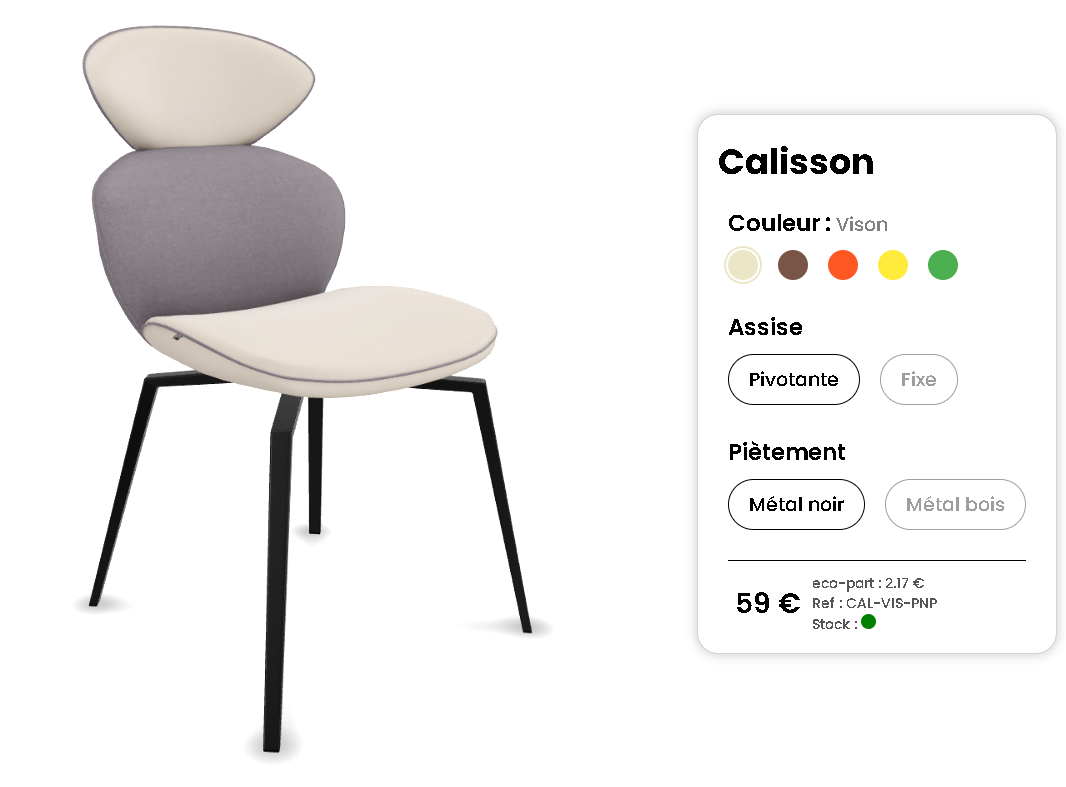 Calisson
Couleur : Vison
Assise
Pivotante Fixe
Piètement
Métal noir Métal bois
59 €
eco-part : 2.17 €
Ref : CAL-VIS-PNP
Stock :